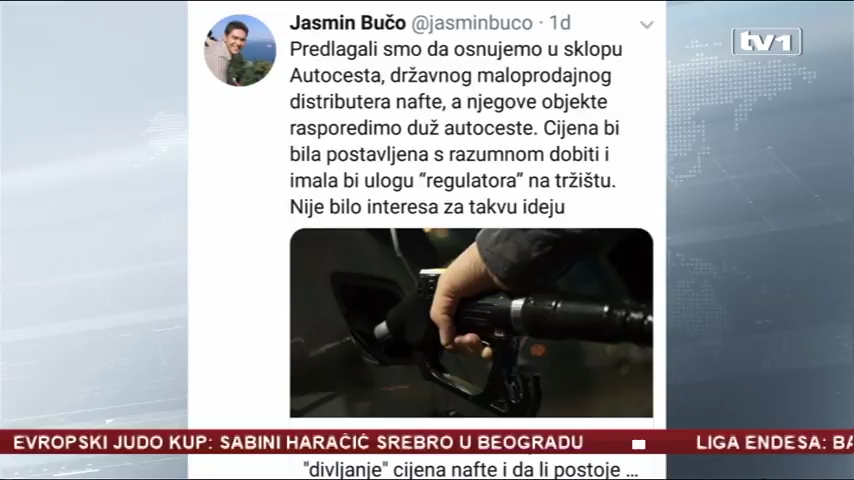 Jasmin Bučo @jasminbuco · 1d
tv1
Predlagali smo da osnujemo u sklopu
Autocesta, državnog maloprodajnog
distributera nafte, a njegove objekte
rasporedimo duž autoceste. Cijena bi
bila postavljena s razumnom dobiti i
imala bi ulogu “regulatora” na tržištu.
Nije bilo interesa za takvu ideju
EVROPSKI JUDO KUP: SABINI HARAČIĆ SREBRO U BEOGRADU
LIGA ENDESA: BA
"divljanje" cijena nafte i da li postoje ...